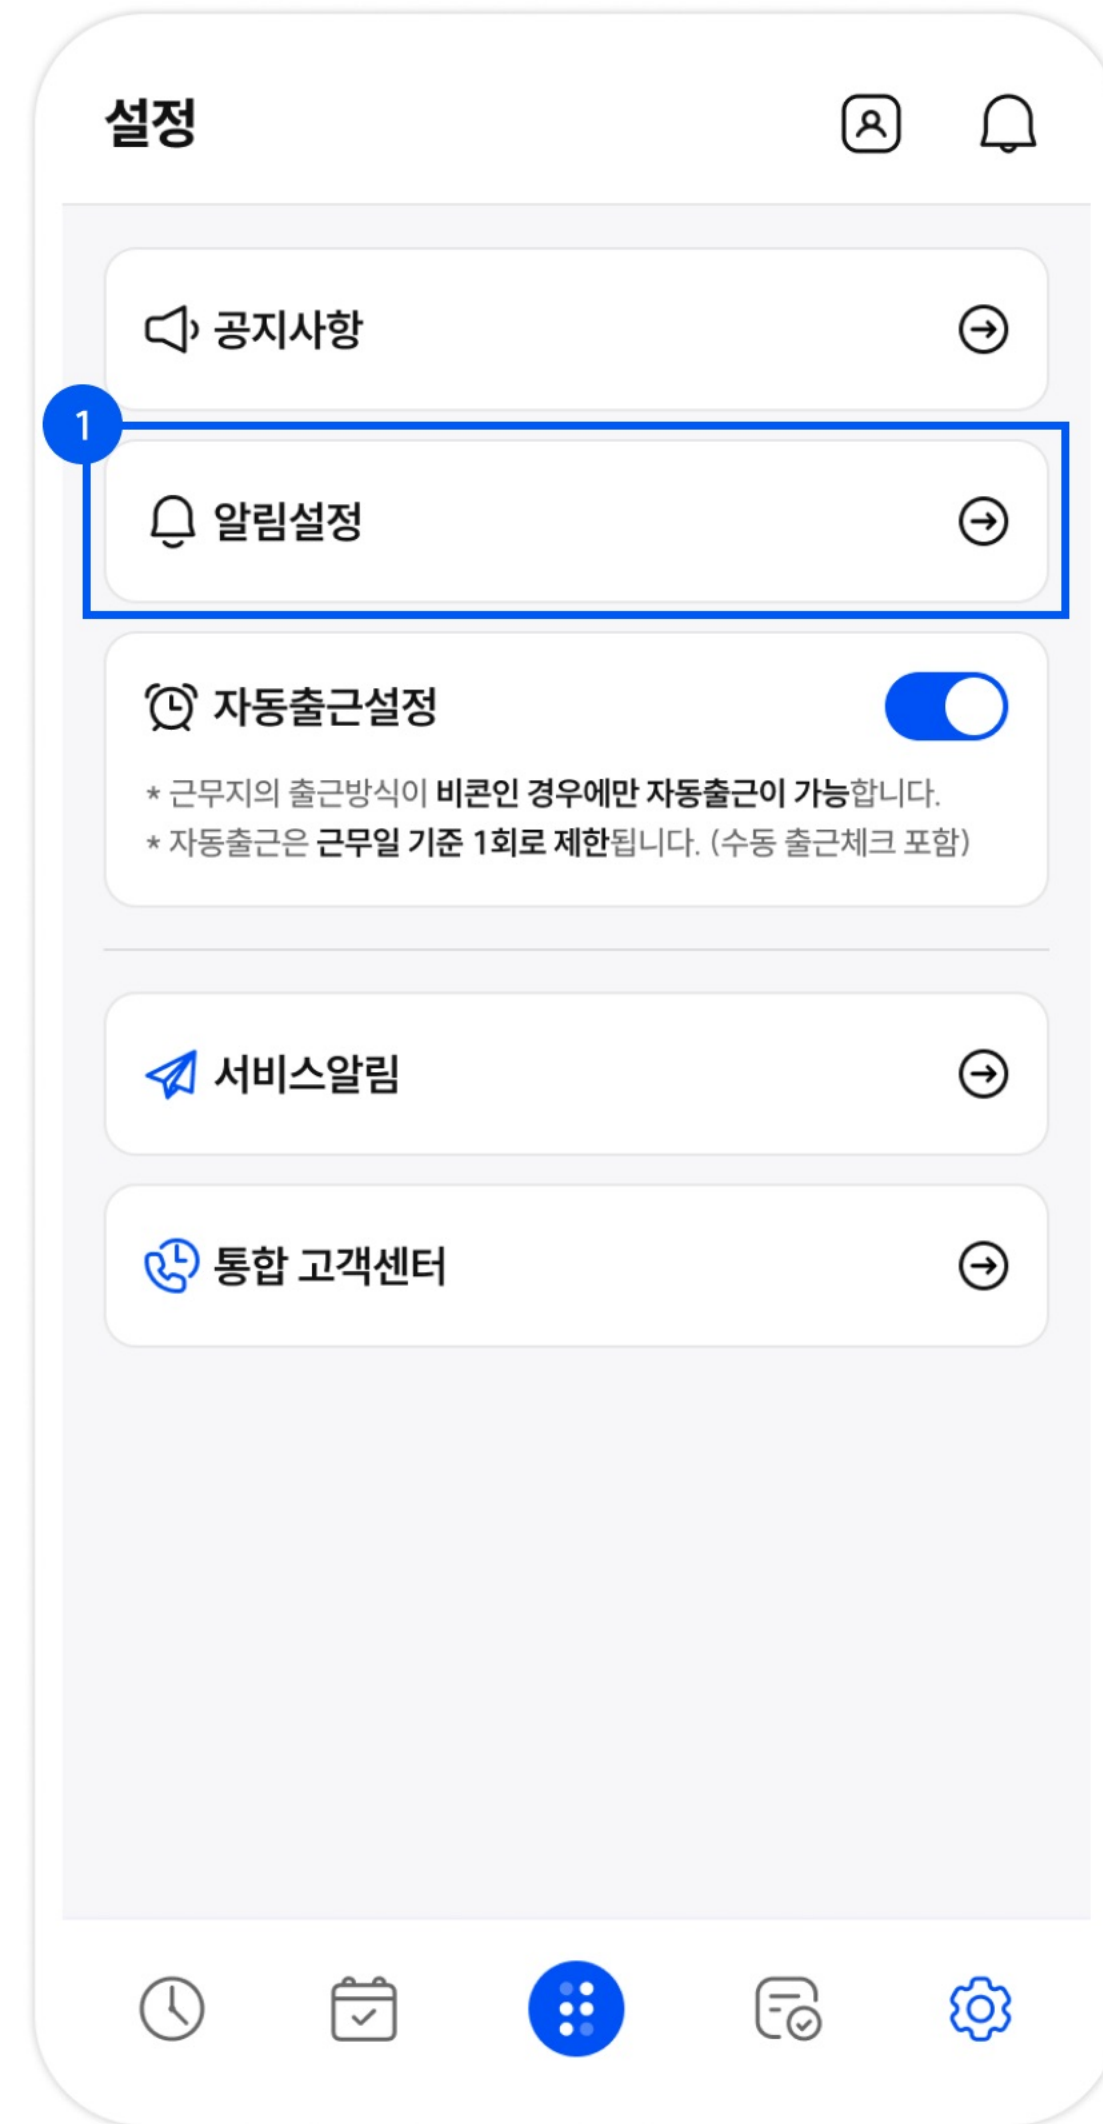 설정
공지사항
1
알림설정
자동출근설정
* 근무지의 출근방식이 비콘인 경우에만 자동출근이 가능합니다.
* 자동출근은 근무일 기준 1회로 제한됩니다. (수동 출근체크 포함)
서비스알림
통합 고객센터